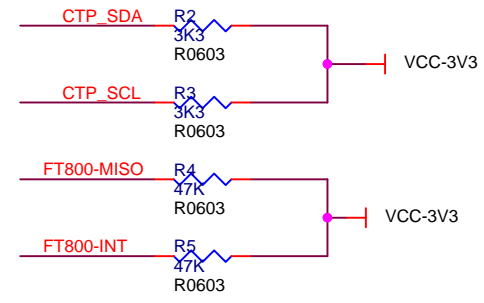 CTP_SDA R2
3K3
R0603
VCC-3V3
CTP_SCL R3
3K3
R0603
FT800-MISO R4
47K
R0603
VCC-3V3
FT800-INT R5
47K
R0603